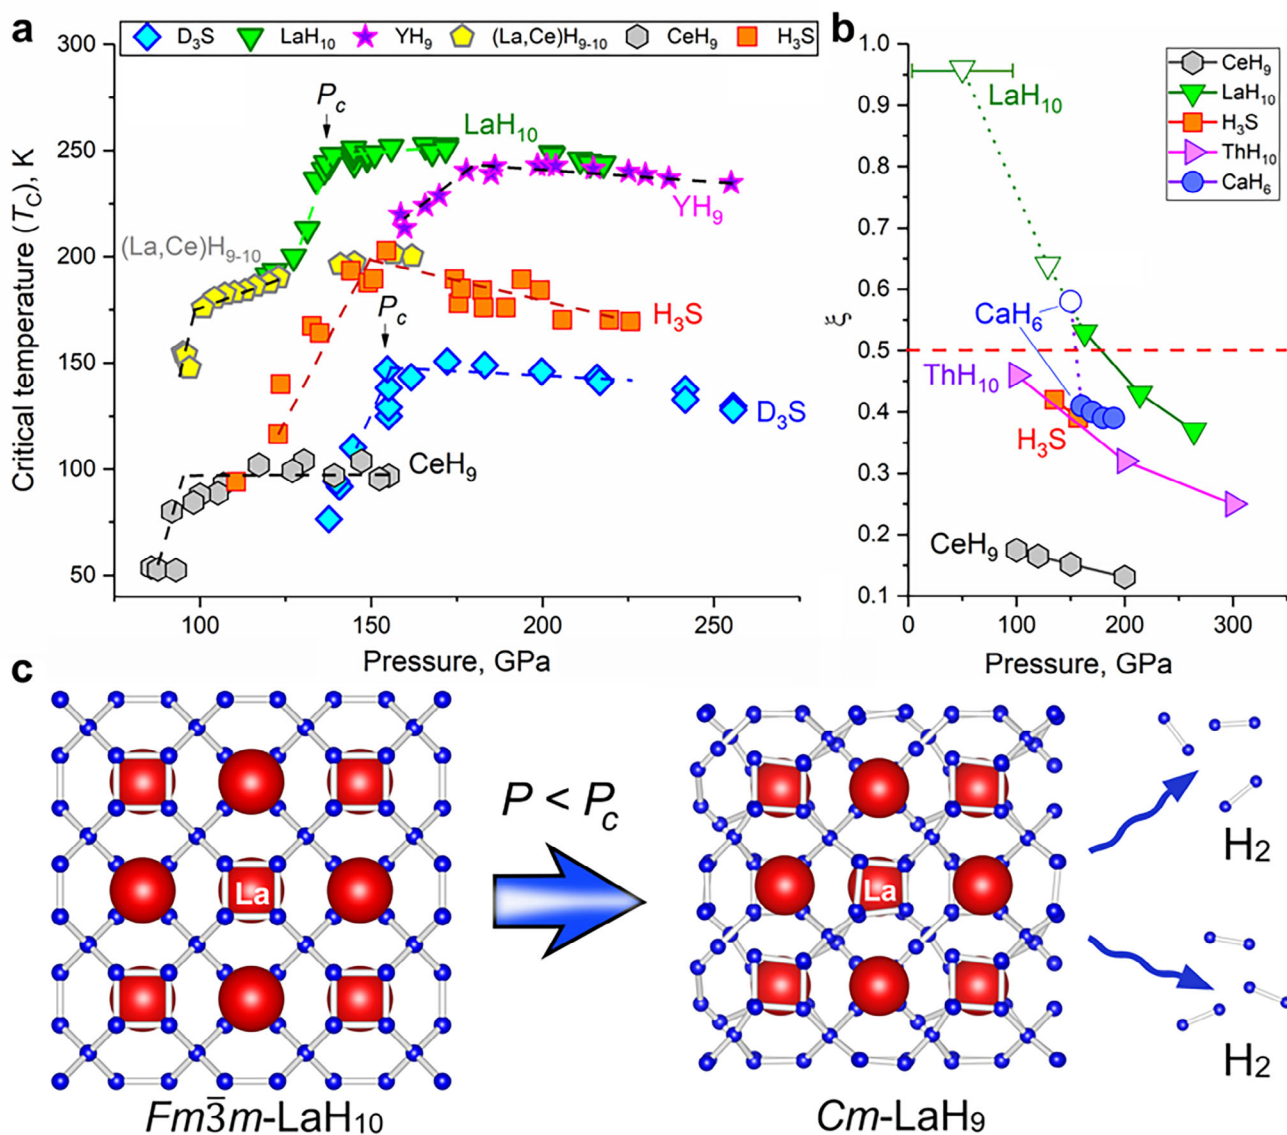 a
D₃S LaH₁₀ YH₉ (La,Ce)H₉₋₁₀ CeH₉ H₃S
300
250
200
150
100
50
Critical temperature (T_C), K
P_c
LaH₁₀
YH₉
(La,Ce)H₉₋₁₀
P_c
H₃S
D₃S
CeH₉
100 150 200 250
Pressure, GPa
b
1.0
0.9
0.8
0.7
0.6
0.5
0.4
0.3
0.2
0.1
ξ
CeH₉
LaH₁₀
H₃S
ThH₁₀
CaH₆
LaH₁₀
CaH₆
ThH₁₀
H₃S
CeH₉
0 100 200 300
Pressure, GPa
c
La
P < P_c
La
H₂
H₂
Fm3̅m-LaH₁₀
Cm-LaH₉